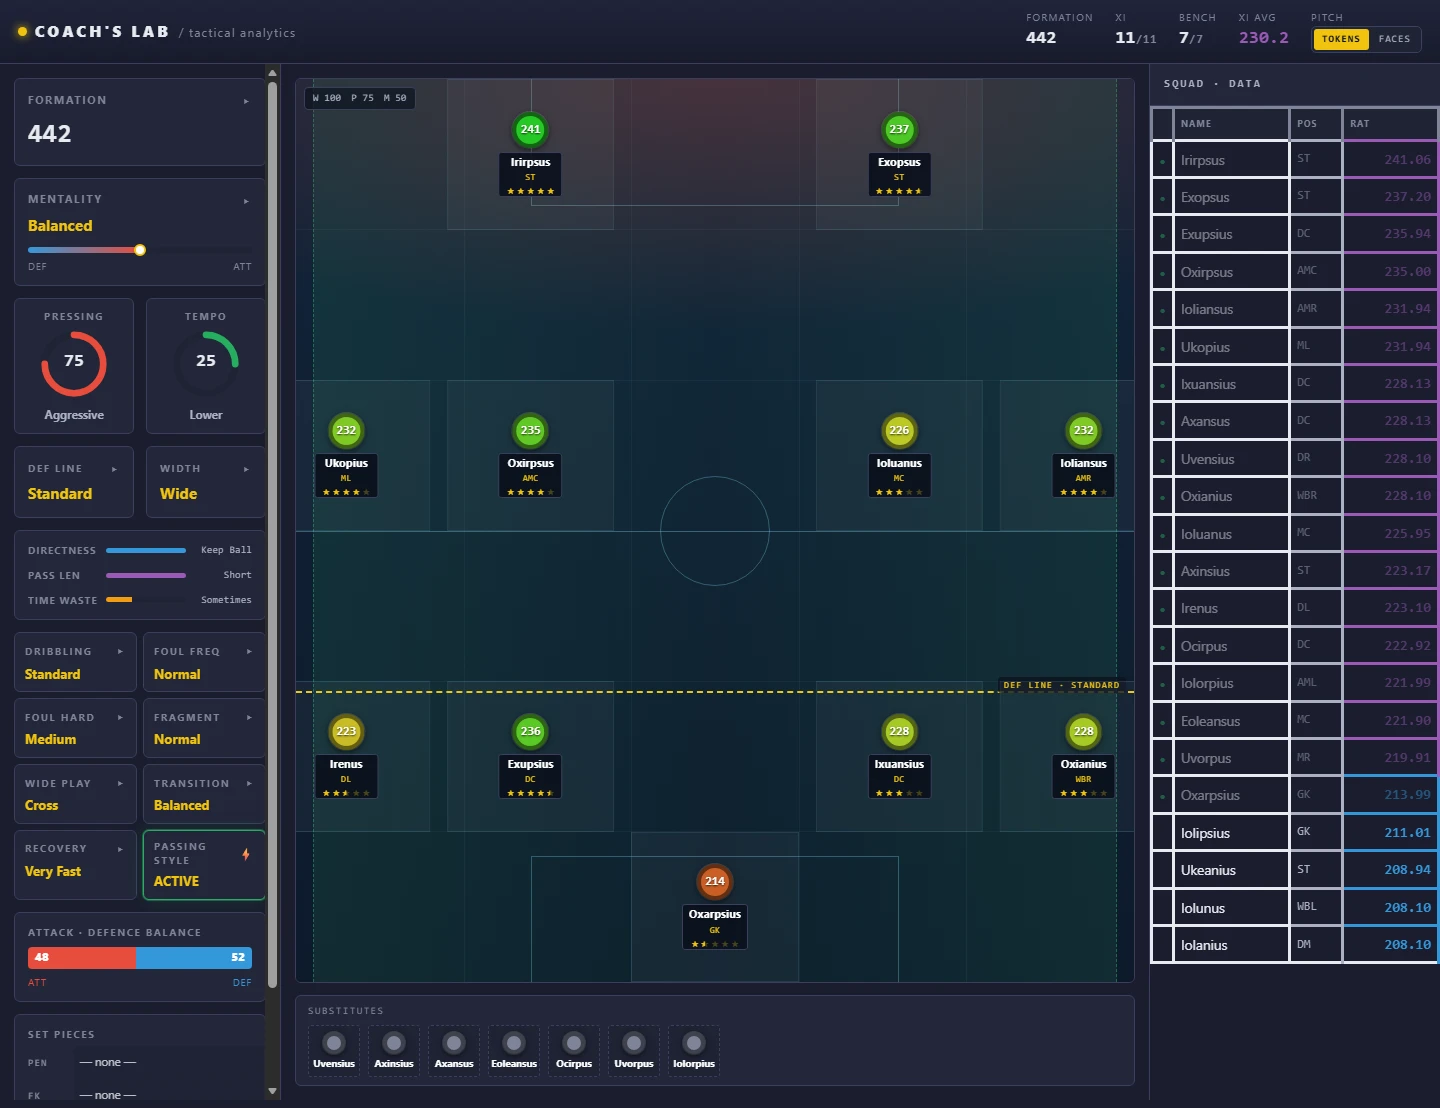 COACH'S LAB / tactical analytics
FORMATION
442
XI
11/11
BENCH
7/7
XI AVG
230.2
PITCH
TOKENS FACES
FORMATION ▸
442
MENTALITY ▸
Balanced
DEF ATT
PRESSING
75
Aggressive
TEMPO
25
Lower
DEF LINE ▸
Standard
WIDTH ▸
Wide
DIRECTNESS Keep Ball
PASS LEN Short
TIME WASTE Sometimes
DRIBBLING ▸
Standard
FOUL FREQ ▸
Normal
FOUL HARD ▸
Medium
FRAGMENT ▸
Normal
WIDE PLAY ▸
Cross
TRANSITION ▸
Balanced
RECOVERY ▸
Very Fast
PASSING
STYLE
ACTIVE
ATTACK · DEFENCE BALANCE
48 52
ATT DEF
SET PIECES
PEN — none —
FK — none —
W 100 P 75 M 50
241
Irirpsus
ST
★★★★★
237
Exopsus
ST
232
Ukopius
ML
235
Oxirpsus
AMC
226
Ioluanus
MC
232
Ioliansus
AMR
DEF LINE · STANDARD
223
Irenus
DL
236
Exupsius
DC
228
Ixuansius
DC
228
Oxianius
WBR
214
Oxarpsius
GK
SUBSTITUTES
Uvensius Axinsius Axansus Eoleansus Ocirpus Uvorpus Iolorpius
SQUAD · DATA
NAME POS RAT
Irirpsus ST 241.06
Exopsus ST 237.20
Exupsius DC 235.94
Oxirpsus AMC 235.00
Ioliansus AMR 231.94
Ukopius ML 231.94
Ixuansius DC 228.13
Axansus DC 228.13
Uvensius DR 228.10
Oxianius WBR 228.10
Ioluanus MC 225.95
Axinsius ST 223.17
Irenus DL 223.10
Ocirpus DC 222.92
Iolorpius AML 221.99
Eoleansus MC 221.90
Uvorpus MR 219.91
Oxarpsius GK 213.99
Iolipsius GK 211.01
Ukeanius ST 208.94
Iolunus WBL 208.10
Iolanius DM 208.10